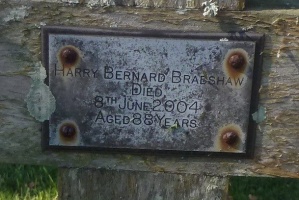 HARRY BERNARD BRADSHAW
DIED
8TH JUNE 2004
AGED 88 YEARS